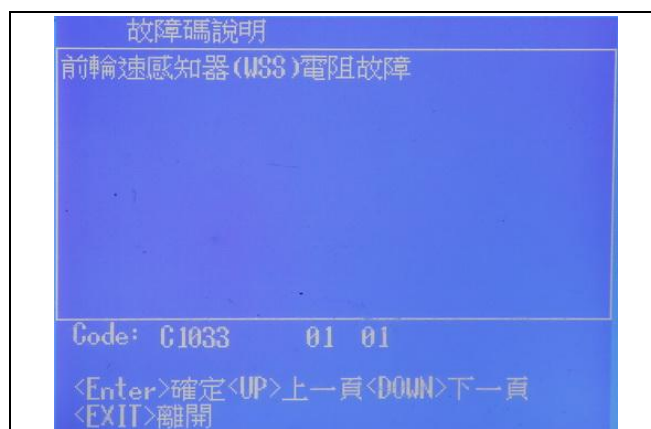 故障碼說明
前輪速感知器(WSS)電阻故障
Code: C1033 01 01
<Enter>確定<UP>上一頁<DOWN>下一頁
<EXIT>離開